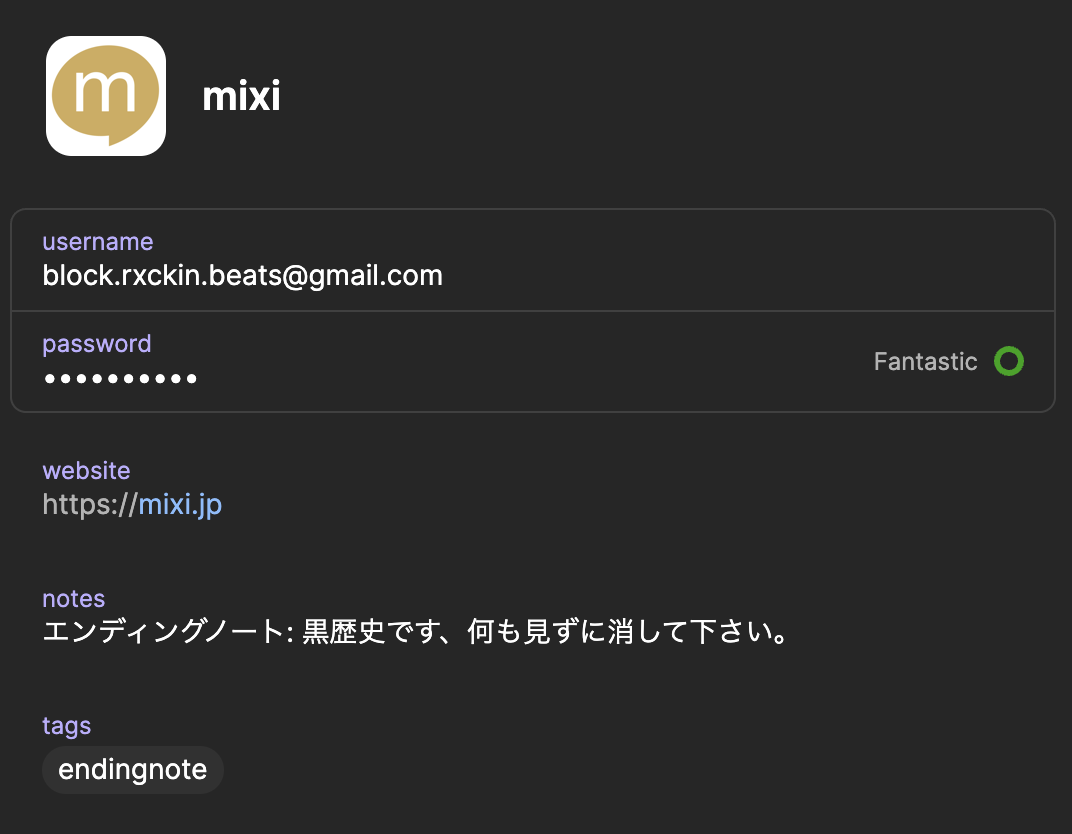 m
mixi
username
block.rxckin.beats@gmail.com
password
••••••••••
Fantastic
website
https://mixi.jp
notes
エンディングノート: 黒歴史です、何も見ずに消して下さい。
tags
endingnote